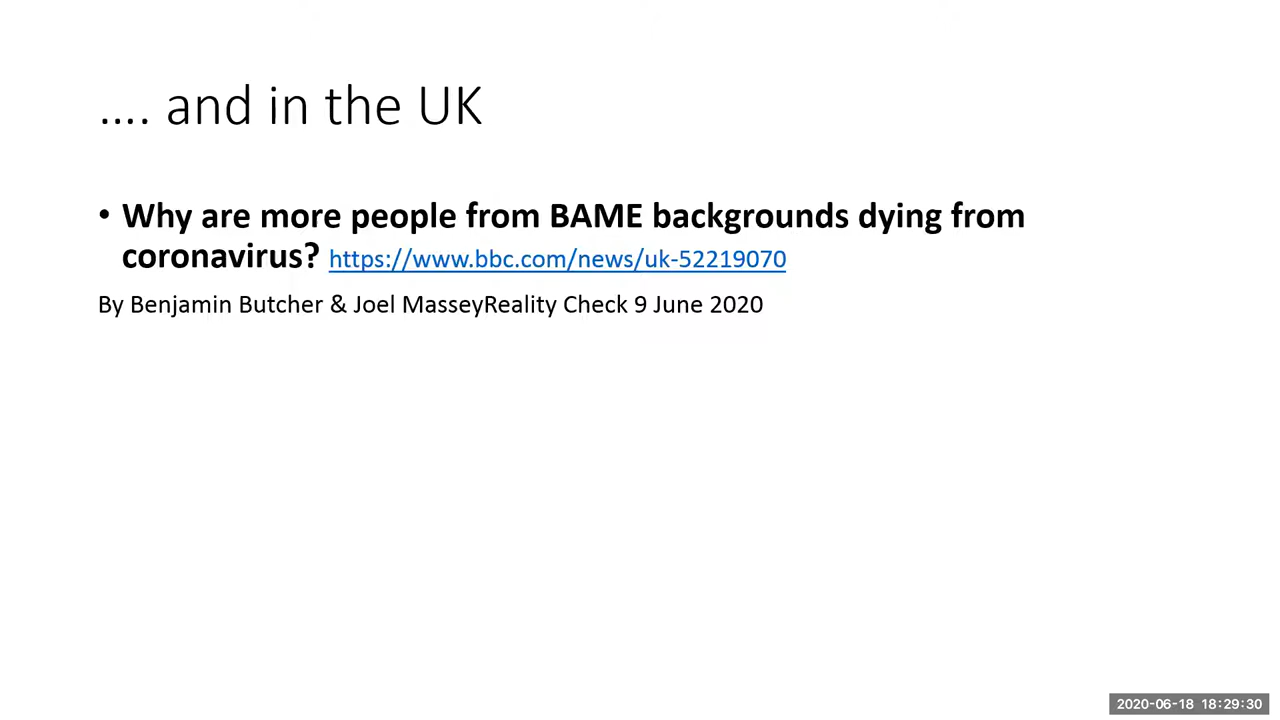 …. and in the UK
• Why are more people from BAME backgrounds dying from
coronavirus? https://www.bbc.com/news/uk-52219070
By Benjamin Butcher & Joel MasseyReality Check 9 June 2020
2020-06-18 18:29:30